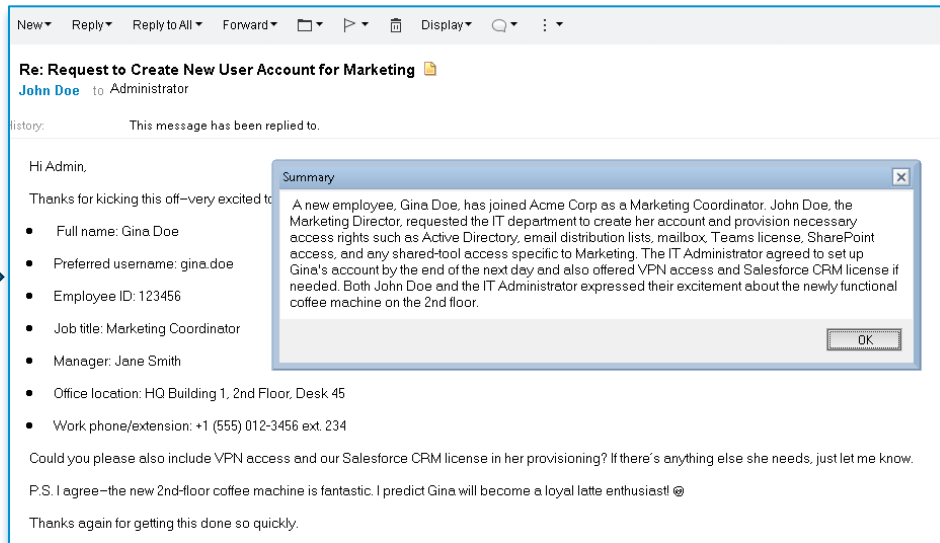 New Reply Reply to All Forward Display
Re: Request to Create New User Account for Marketing
John Doe to Administrator
History: This message has been replied to.
Hi Admin,
Thanks for kicking this off–very excited to
• Full name: Gina Doe
• Preferred username: gina.doe
• Employee ID: 123456
• Job title: Marketing Coordinator
• Manager: Jane Smith
• Office location: HQ Building 1, 2nd Floor, Desk 45
• Work phone/extension: +1 (555) 012-3456 ext. 234
Could you please also include VPN access and our Salesforce CRM license in her provisioning? If there's anything else she needs, just let me know.
P.S. I agree–the new 2nd-floor coffee machine is fantastic. I predict Gina will become a loyal latte enthusiast!
Thanks again for getting this done so quickly.
Summary
A new employee, Gina Doe, has joined Acme Corp as a Marketing Coordinator. John Doe, the
Marketing Director, requested the IT department to create her account and provision necessary
access rights such as Active Directory, email distribution lists, mailbox, Teams license, SharePoint
access, and any shared-tool access specific to Marketing. The IT Administrator agreed to set up
Gina's account by the end of the next day and also offered VPN access and Salesforce CRM license if
needed. Both John Doe and the IT Administrator expressed their excitement about the newly functional
coffee machine on the 2nd floor.
OK